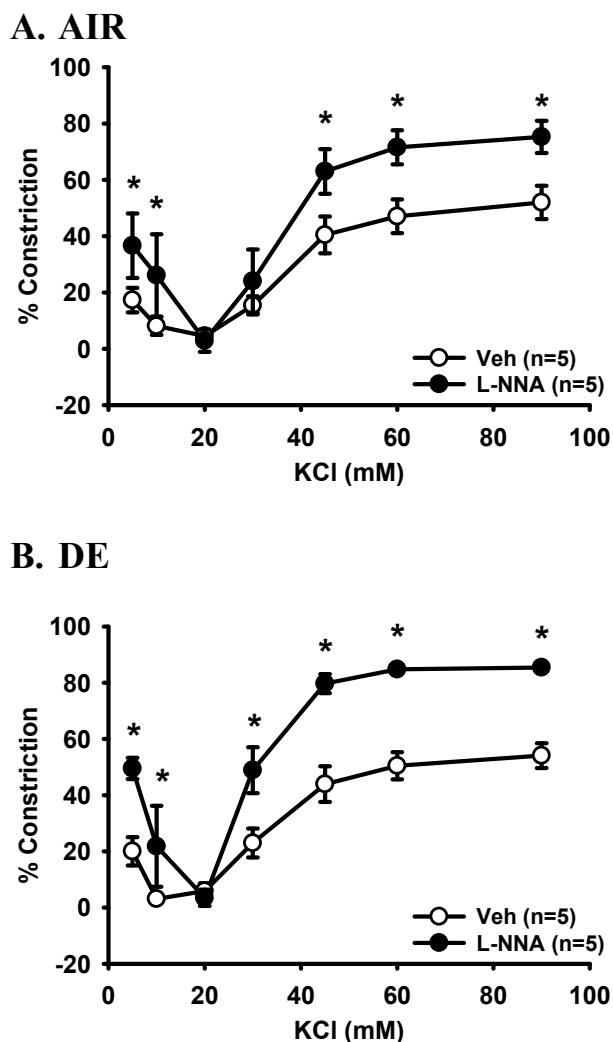 A. AIR
100
80
60
40
20
0
-20
% Constriction
* * * * *
Veh (n=5)
L-NNA (n=5)
0 20 40 60 80 100
KCl (mM)
B. DE
100
80
60
40
20
0
-20
% Constriction
* * * * * *
Veh (n=5)
L-NNA (n=5)
0 20 40 60 80 100
KCl (mM)